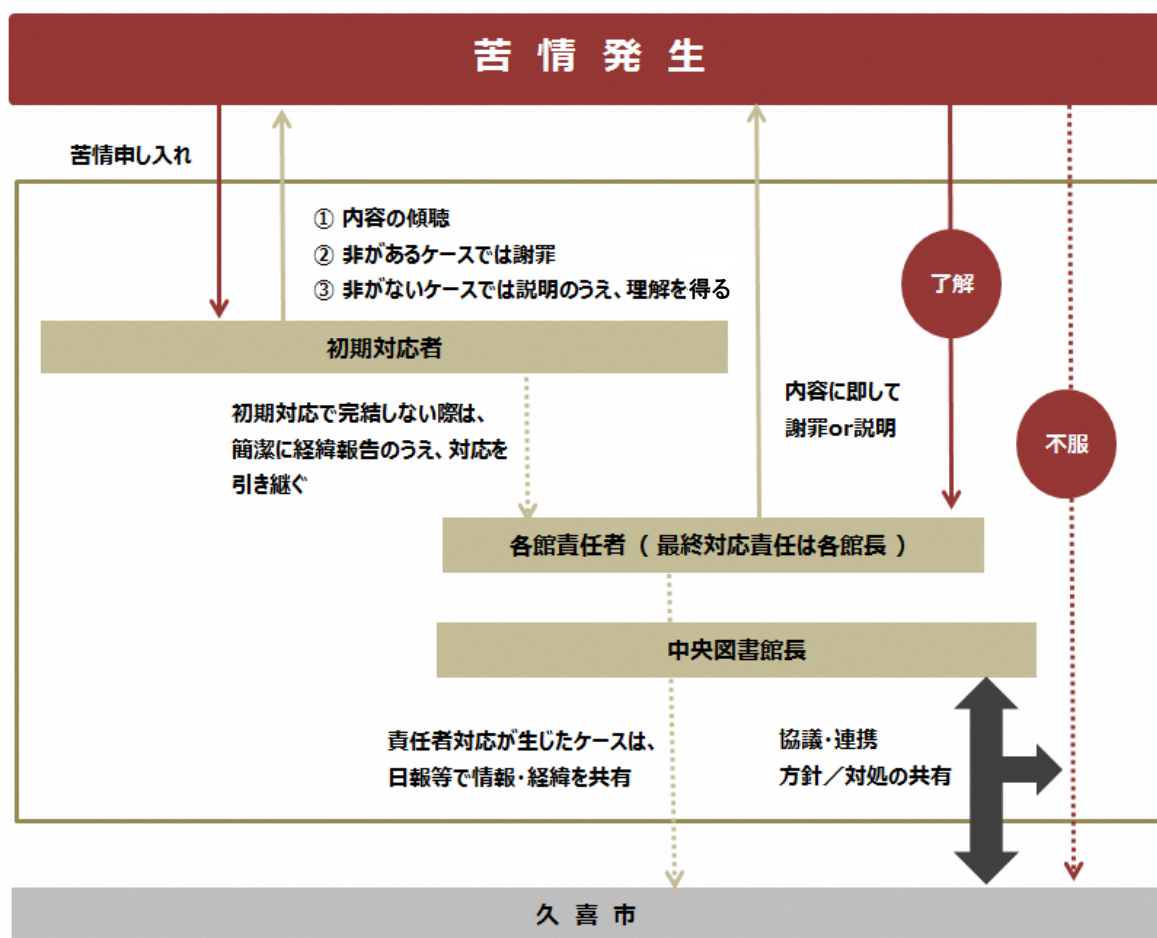 苦情発生
苦情申し入れ
① 内容の傾聴
② 非があるケースでは謝罪
③ 非がないケースでは説明のうえ、理解を得る
了解
初期対応者
内容に即して
謝罪or説明
初期対応で完結しない際は、
簡潔に経緯報告のうえ、対応を
引き継ぐ
不服
各館責任者（ 最終対応責任は各館長 ）
中央図書館長
責任者対応が生じたケースは、
日報等で情報・経緯を共有
協議・連携
方針／対処の共有
久喜市